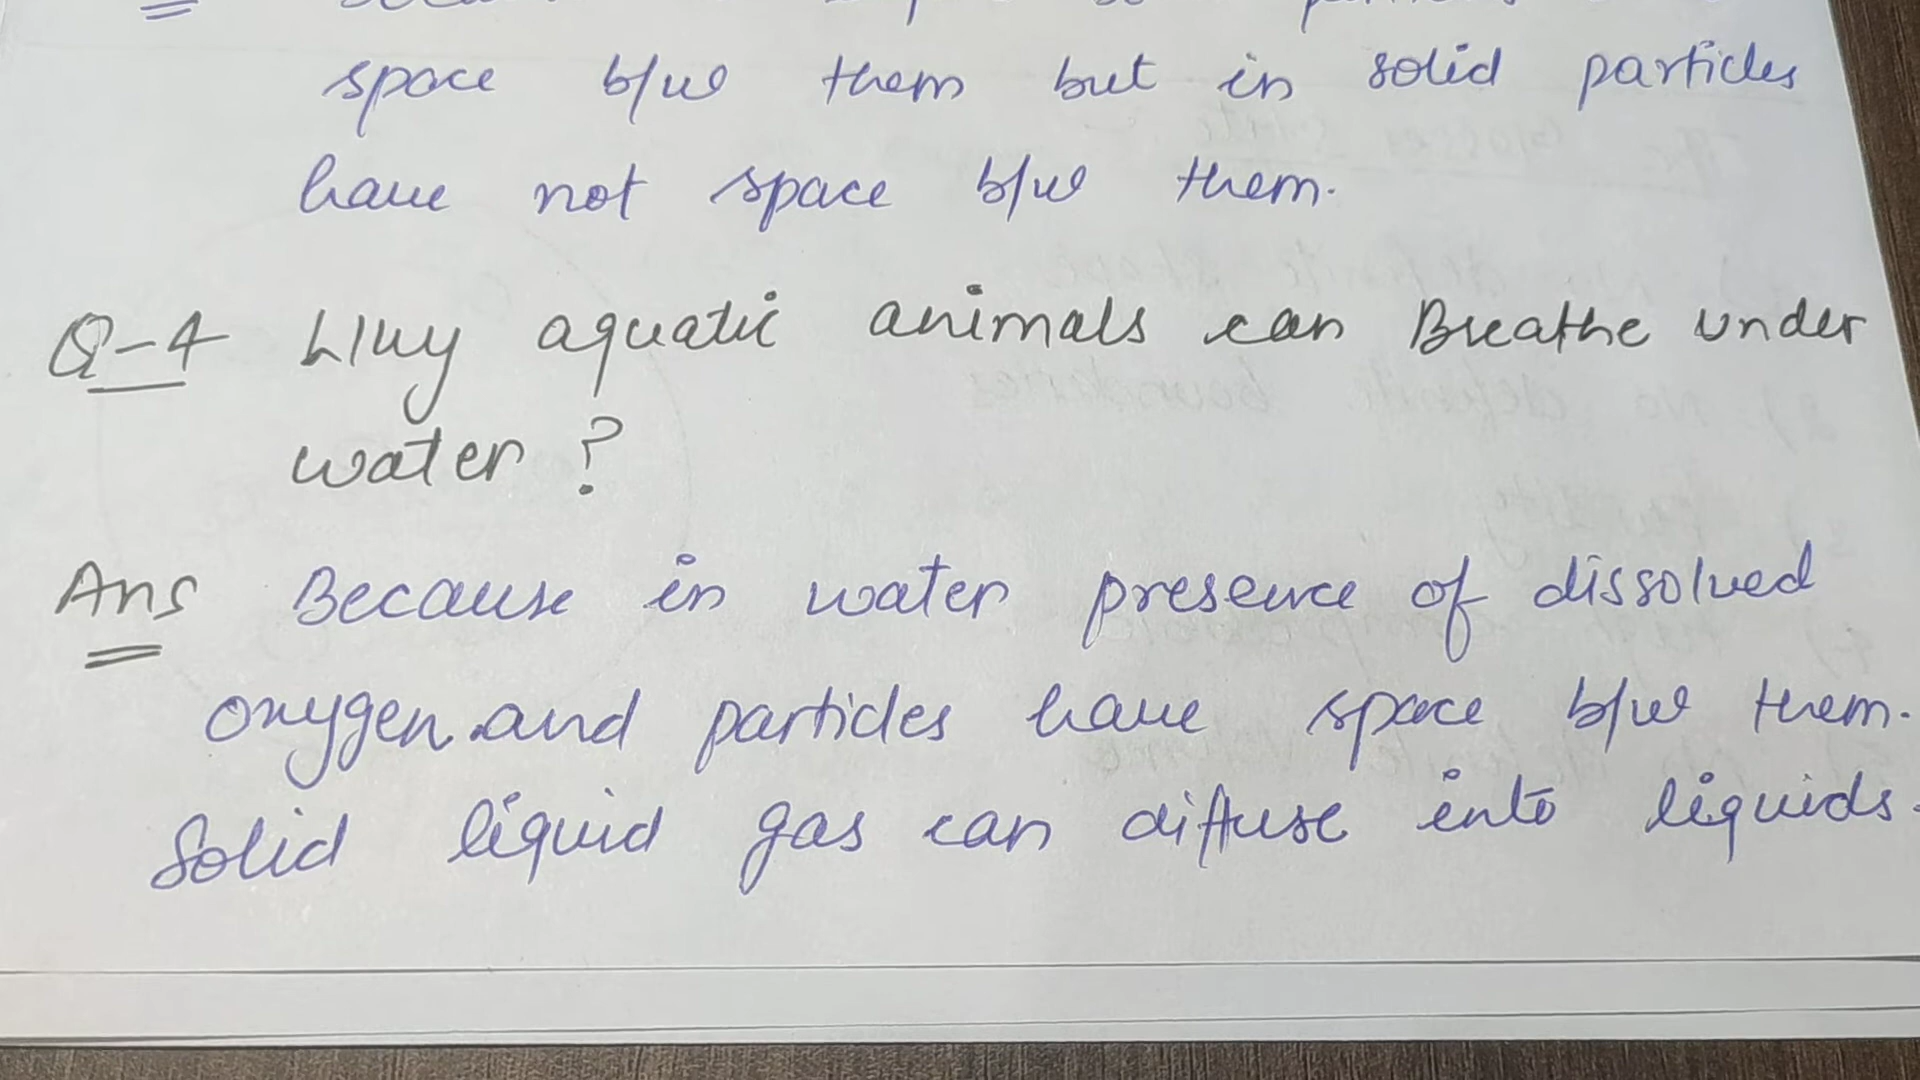 space b/w them but in solid particles
have not space b/w them.
Q-4 Why aquatic animals can Breathe under
water ?
Ans Because in water presence of dissolved
oxygen and particles have space b/w them.
Solid liquid gas can diffuse into liquids.